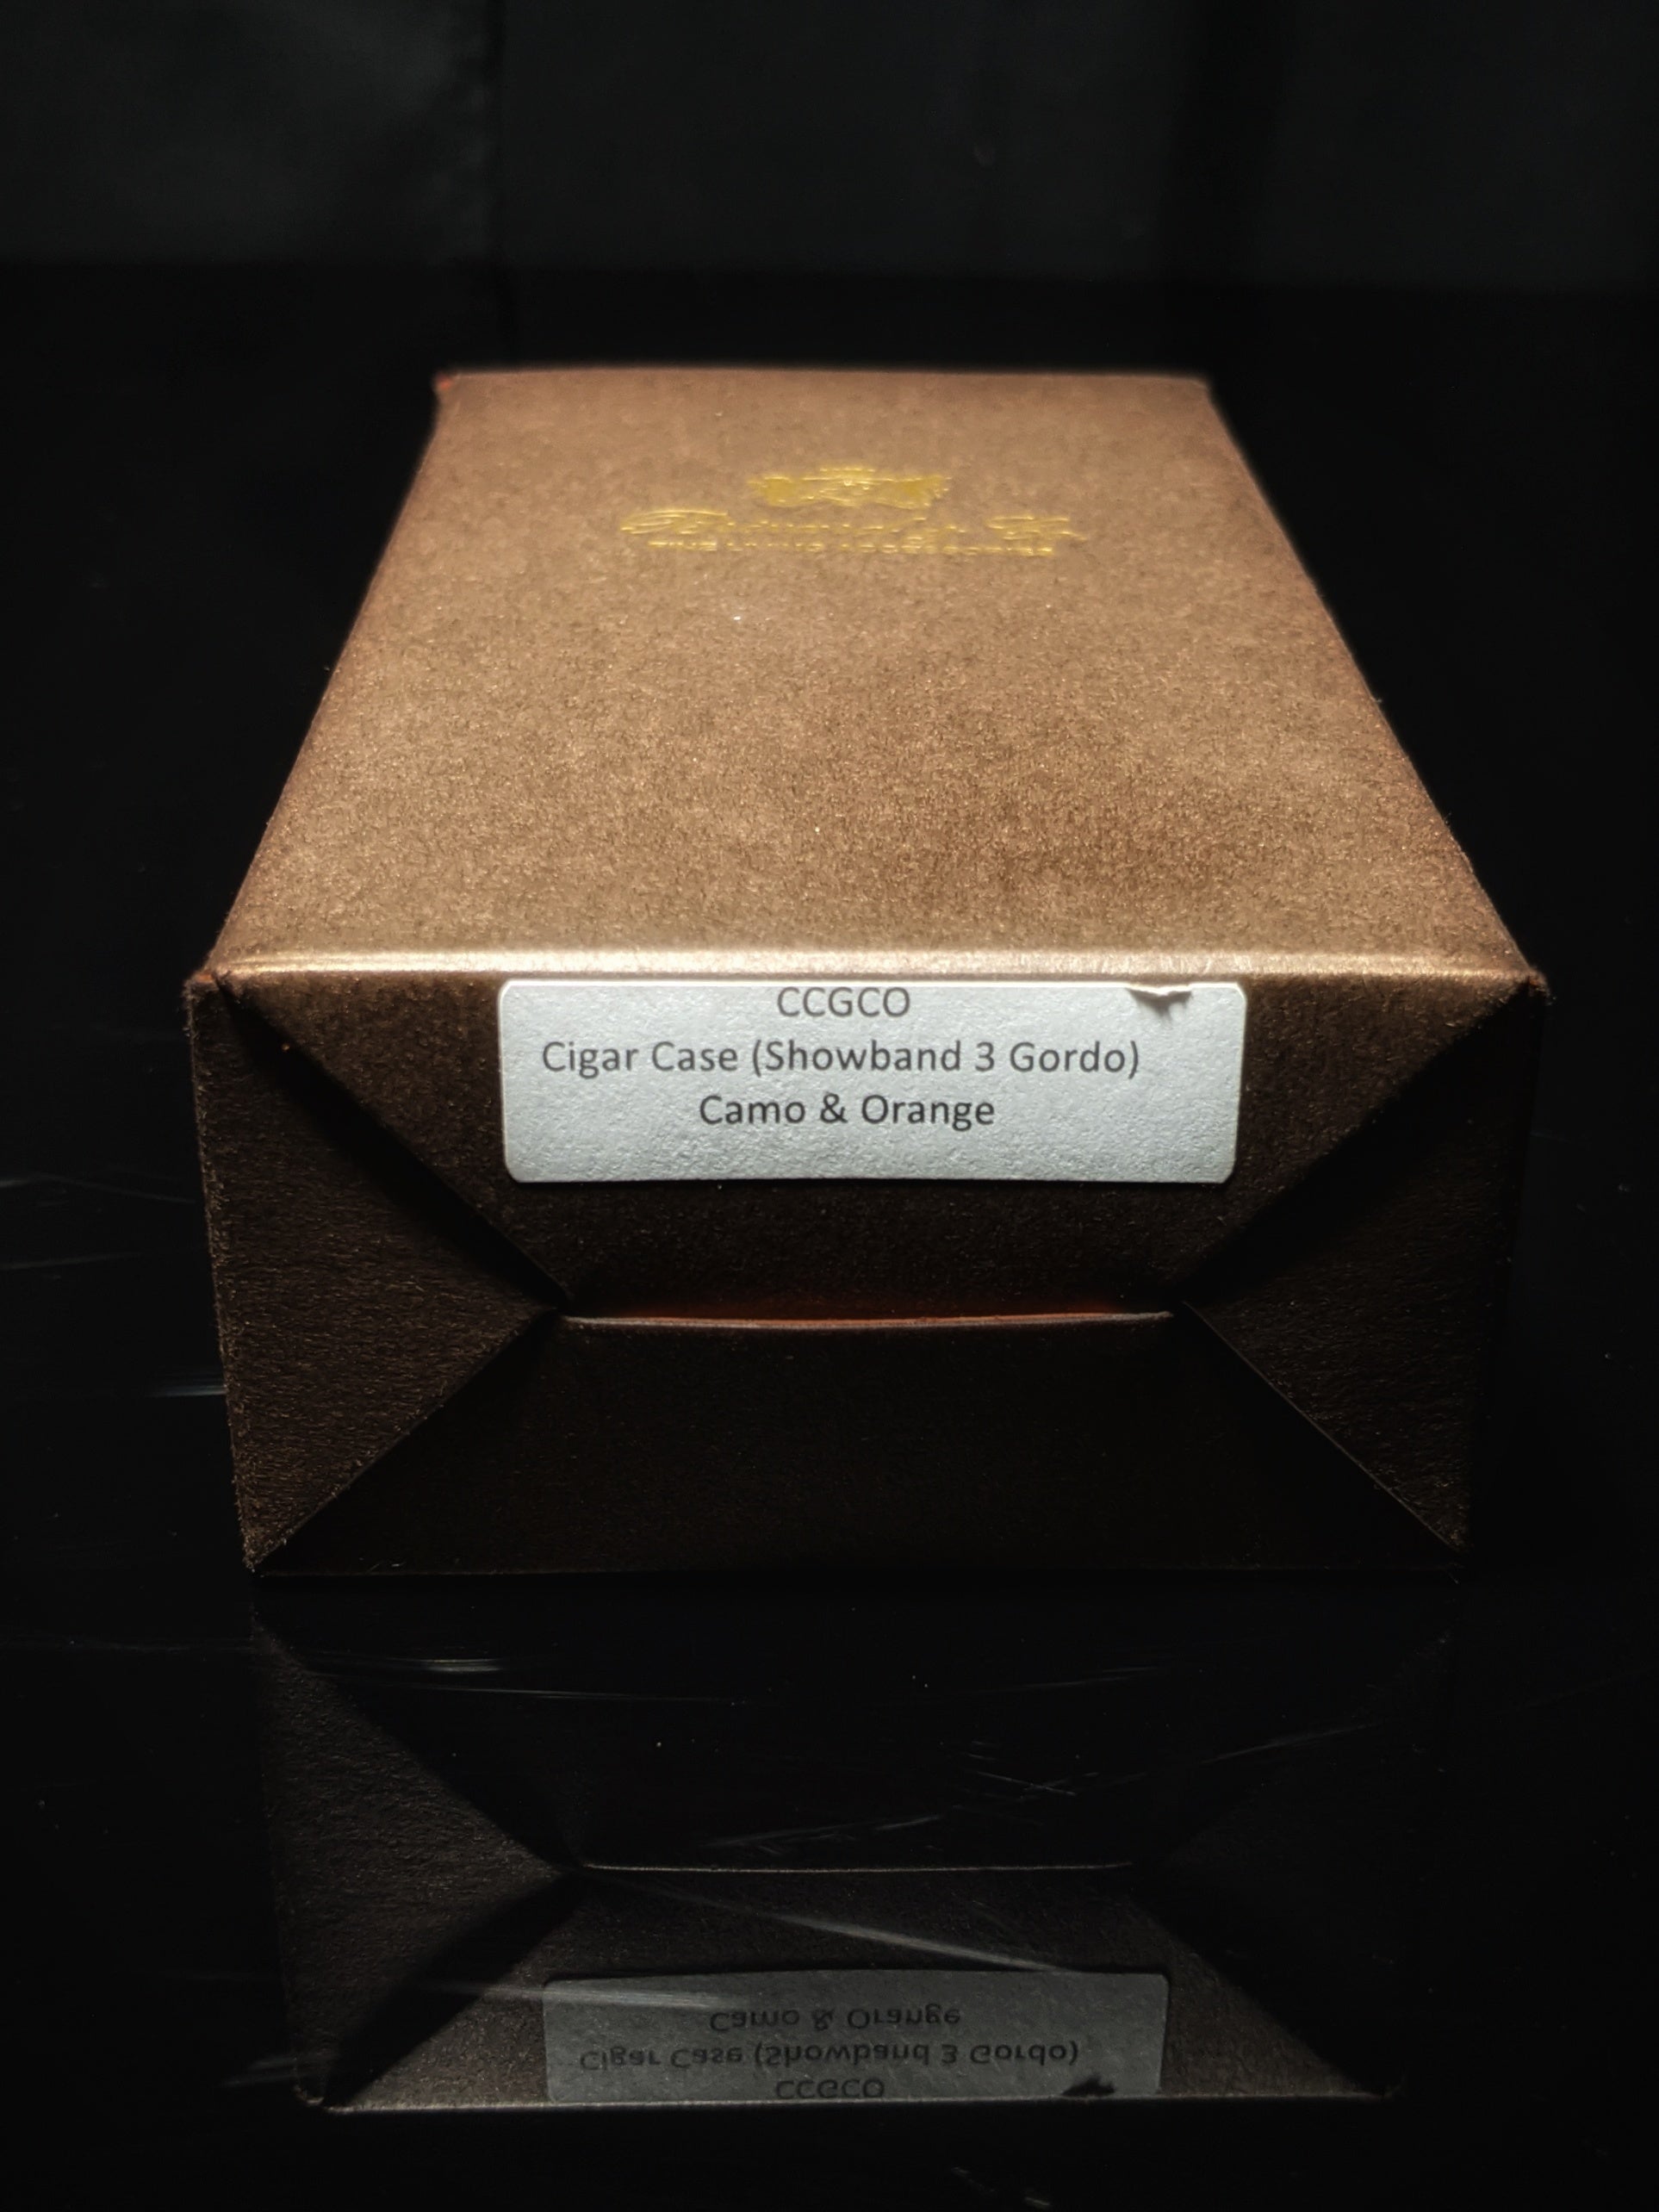 CCGCO
Cigar Case (Showband 3 Gordo)
Camo & Orange